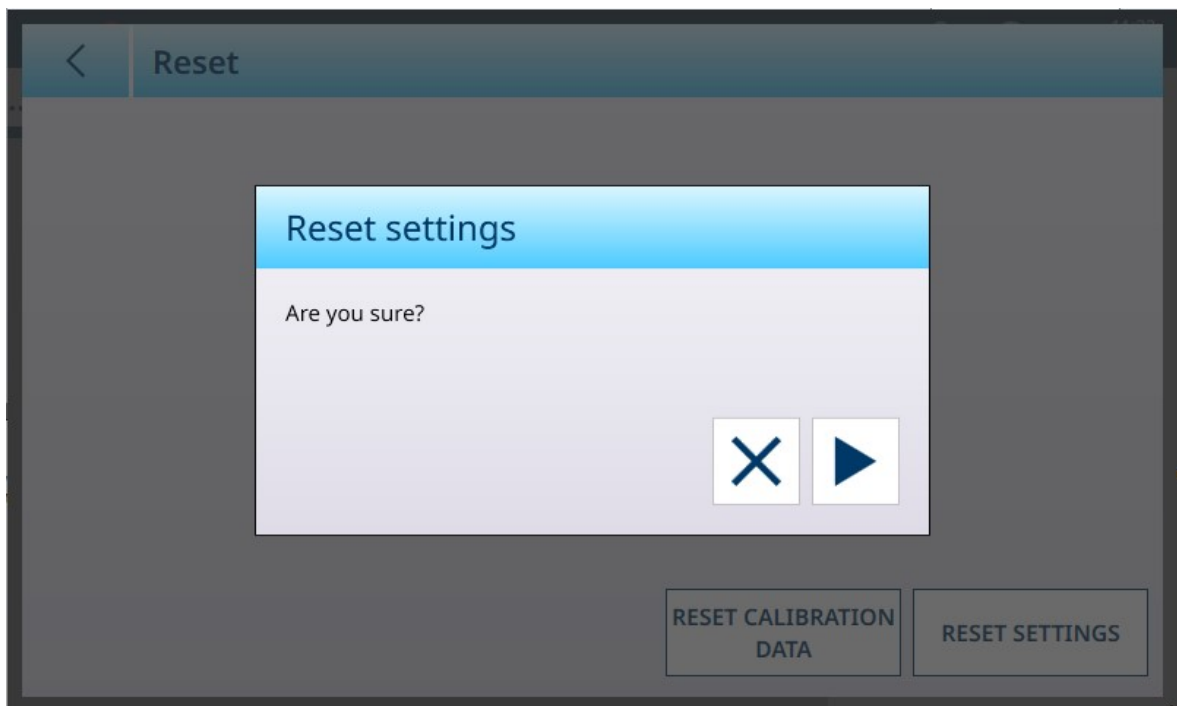 Reset
Reset settings
Are you sure?
RESET CALIBRATION
DATA
RESET SETTINGS